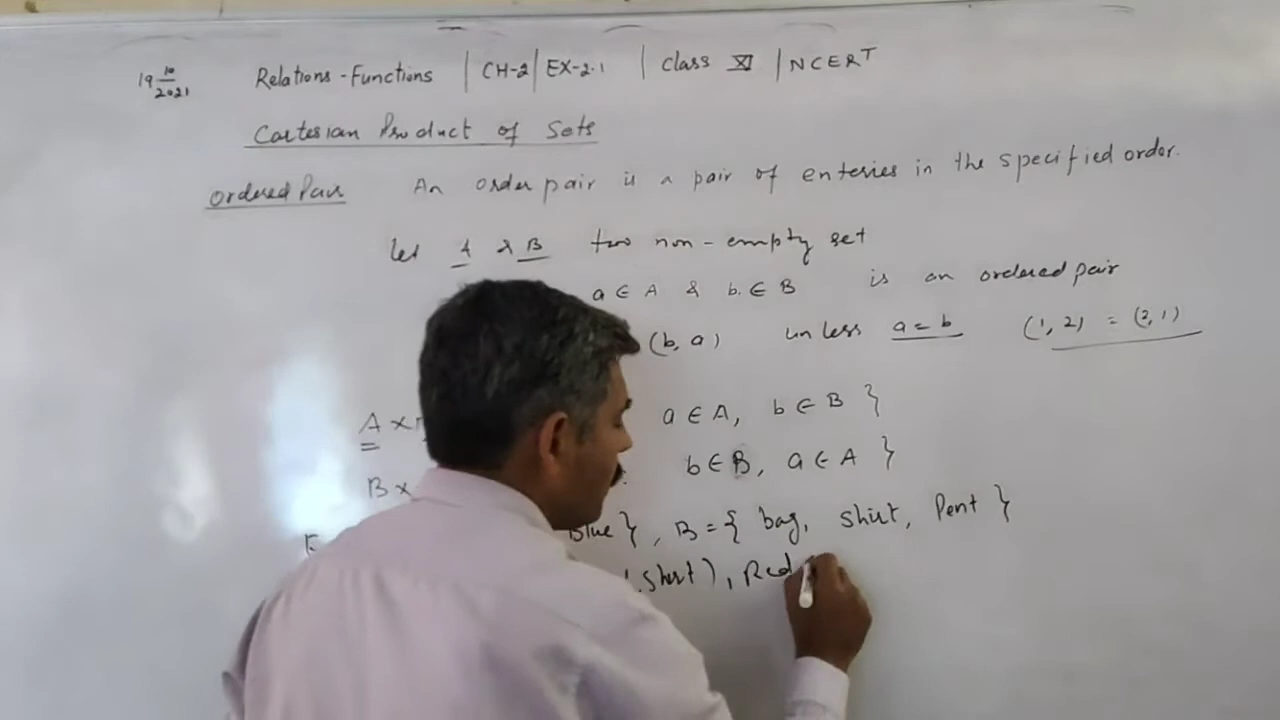 19 10/2021 Relations-Functions | CH-2 | EX-2.1 | class XI | NCERT
Cartesian Product of Sets
Ordered Pair An order pair is a pair of enteries in the specified order.
let A & B two non-empty set
a ∈ A & b ∈ B is an ordered pair
(b, a) unless a = b (1, 2) = (2, 1)
A × a ∈ A, b ∈ B }
B × b ∈ B, a ∈ A }
Blue }, B = { bag, Shirt, Pent }
Shirt), Red